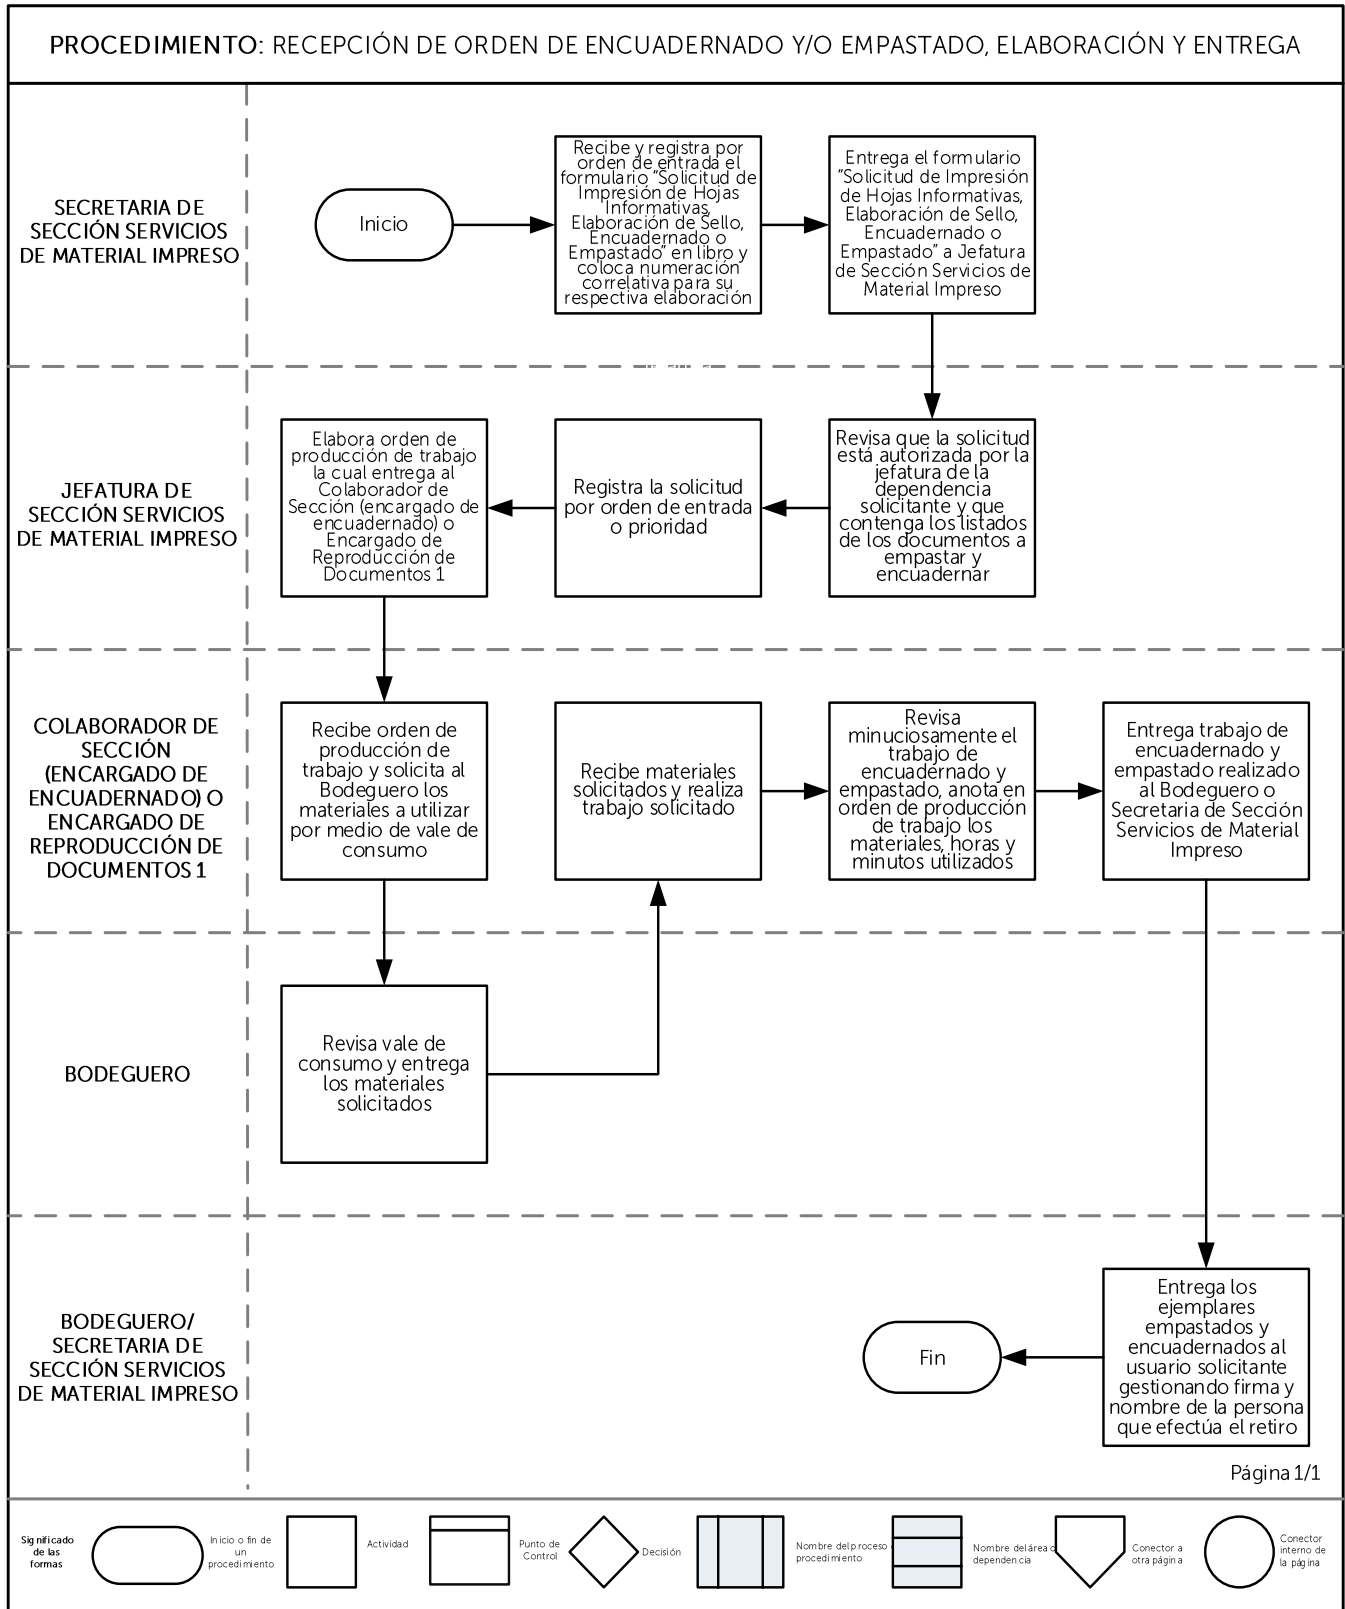 PROCEDIMIENTO: RECEPCIÓN DE ORDEN DE ENCUADERNADO Y/O EMPASTADO, ELABORACIÓN Y ENTREGA
SECRETARIA DE
SECCIÓN SERVICIOS
DE MATERIAL IMPRESO
Inicio
Recibe y registra por
orden de entrada el
formulario "Solicitud de
Impresión de Hojas
Informativas,
Elaboración de Sello,
Encuadernado o
Empastado" en libro y
coloca numeración
correlativa para su
respectiva elaboración
Entrega el formulario
"Solicitud de Impresión
de Hojas Informativas,
Elaboración de Sello,
Encuadernado o
Empastado" a Jefatura
de Sección Servicios de
Material Impreso
JEFATURA DE
SECCIÓN SERVICIOS
DE MATERIAL IMPRESO
Elabora orden de
producción de trabajo
la cual entrega al
Colaborador de
Sección (encargado de
encuadernado) o
Encargado de
Reproducción de
Documentos 1
Registra la solicitud
por orden de entrada
o prioridad
Revisa que la solicitud
está autorizada por la
jefatura de la
dependencia
solicitante y que
contenga los listados
de los documentos a
empastar y
encuadernar
COLABORADOR DE
SECCIÓN
(ENCARGADO DE
ENCUADERNADO) O
ENCARGADO DE
REPRODUCCIÓN DE
DOCUMENTOS 1
Recibe orden de
producción de
trabajo y solicita al
Bodeguero los
materiales a utilizar
por medio de vale de
consumo
Recibe materiales
solicitados y realiza
trabajo solicitado
Revisa
minuciosamente el
trabajo de
encuadernado y
empastado, anota en
orden de producción
de trabajo los
materiales, horas y
minutos utilizados
Entrega trabajo de
encuadernado y
empastado realizado
al Bodeguero o
Secretaria de Sección
Servicios de Material
Impreso
BODEGUERO
Revisa vale de
consumo y entrega
los materiales
solicitados
BODEGUERO/
SECRETARIA DE
SECCIÓN SERVICIOS
DE MATERIAL IMPRESO
Fin
Entrega los
ejemplares
empastados y
encuadernados al
usuario solicitante
gestionando firma y
nombre de la persona
que efectúa el retiro
Página 1/1
Significado
de las
formas
Inicio o fin de
un
procedimiento
Actividad
Punto de
Control
Decisión
Nombre del proceso
procedimiento
Nombre del área
dependencia
Conector a
otra página
Conector
interno de
la página